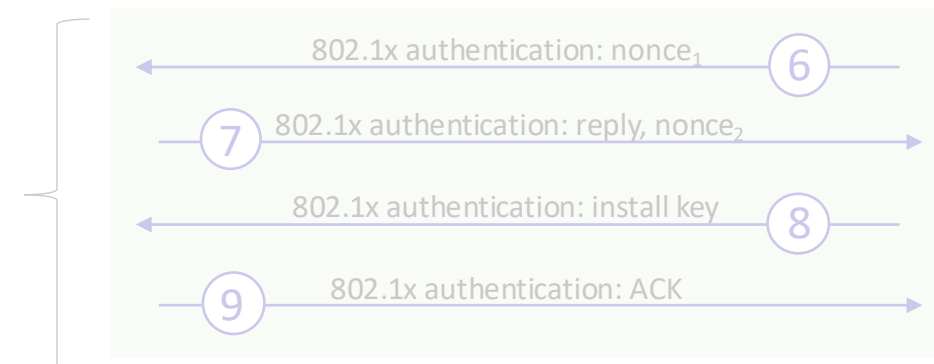 802.1x authentication: nonce₁
6
7
802.1x authentication: reply, nonce₂
802.1x authentication: install key
8
802.1x authentication: ACK
9